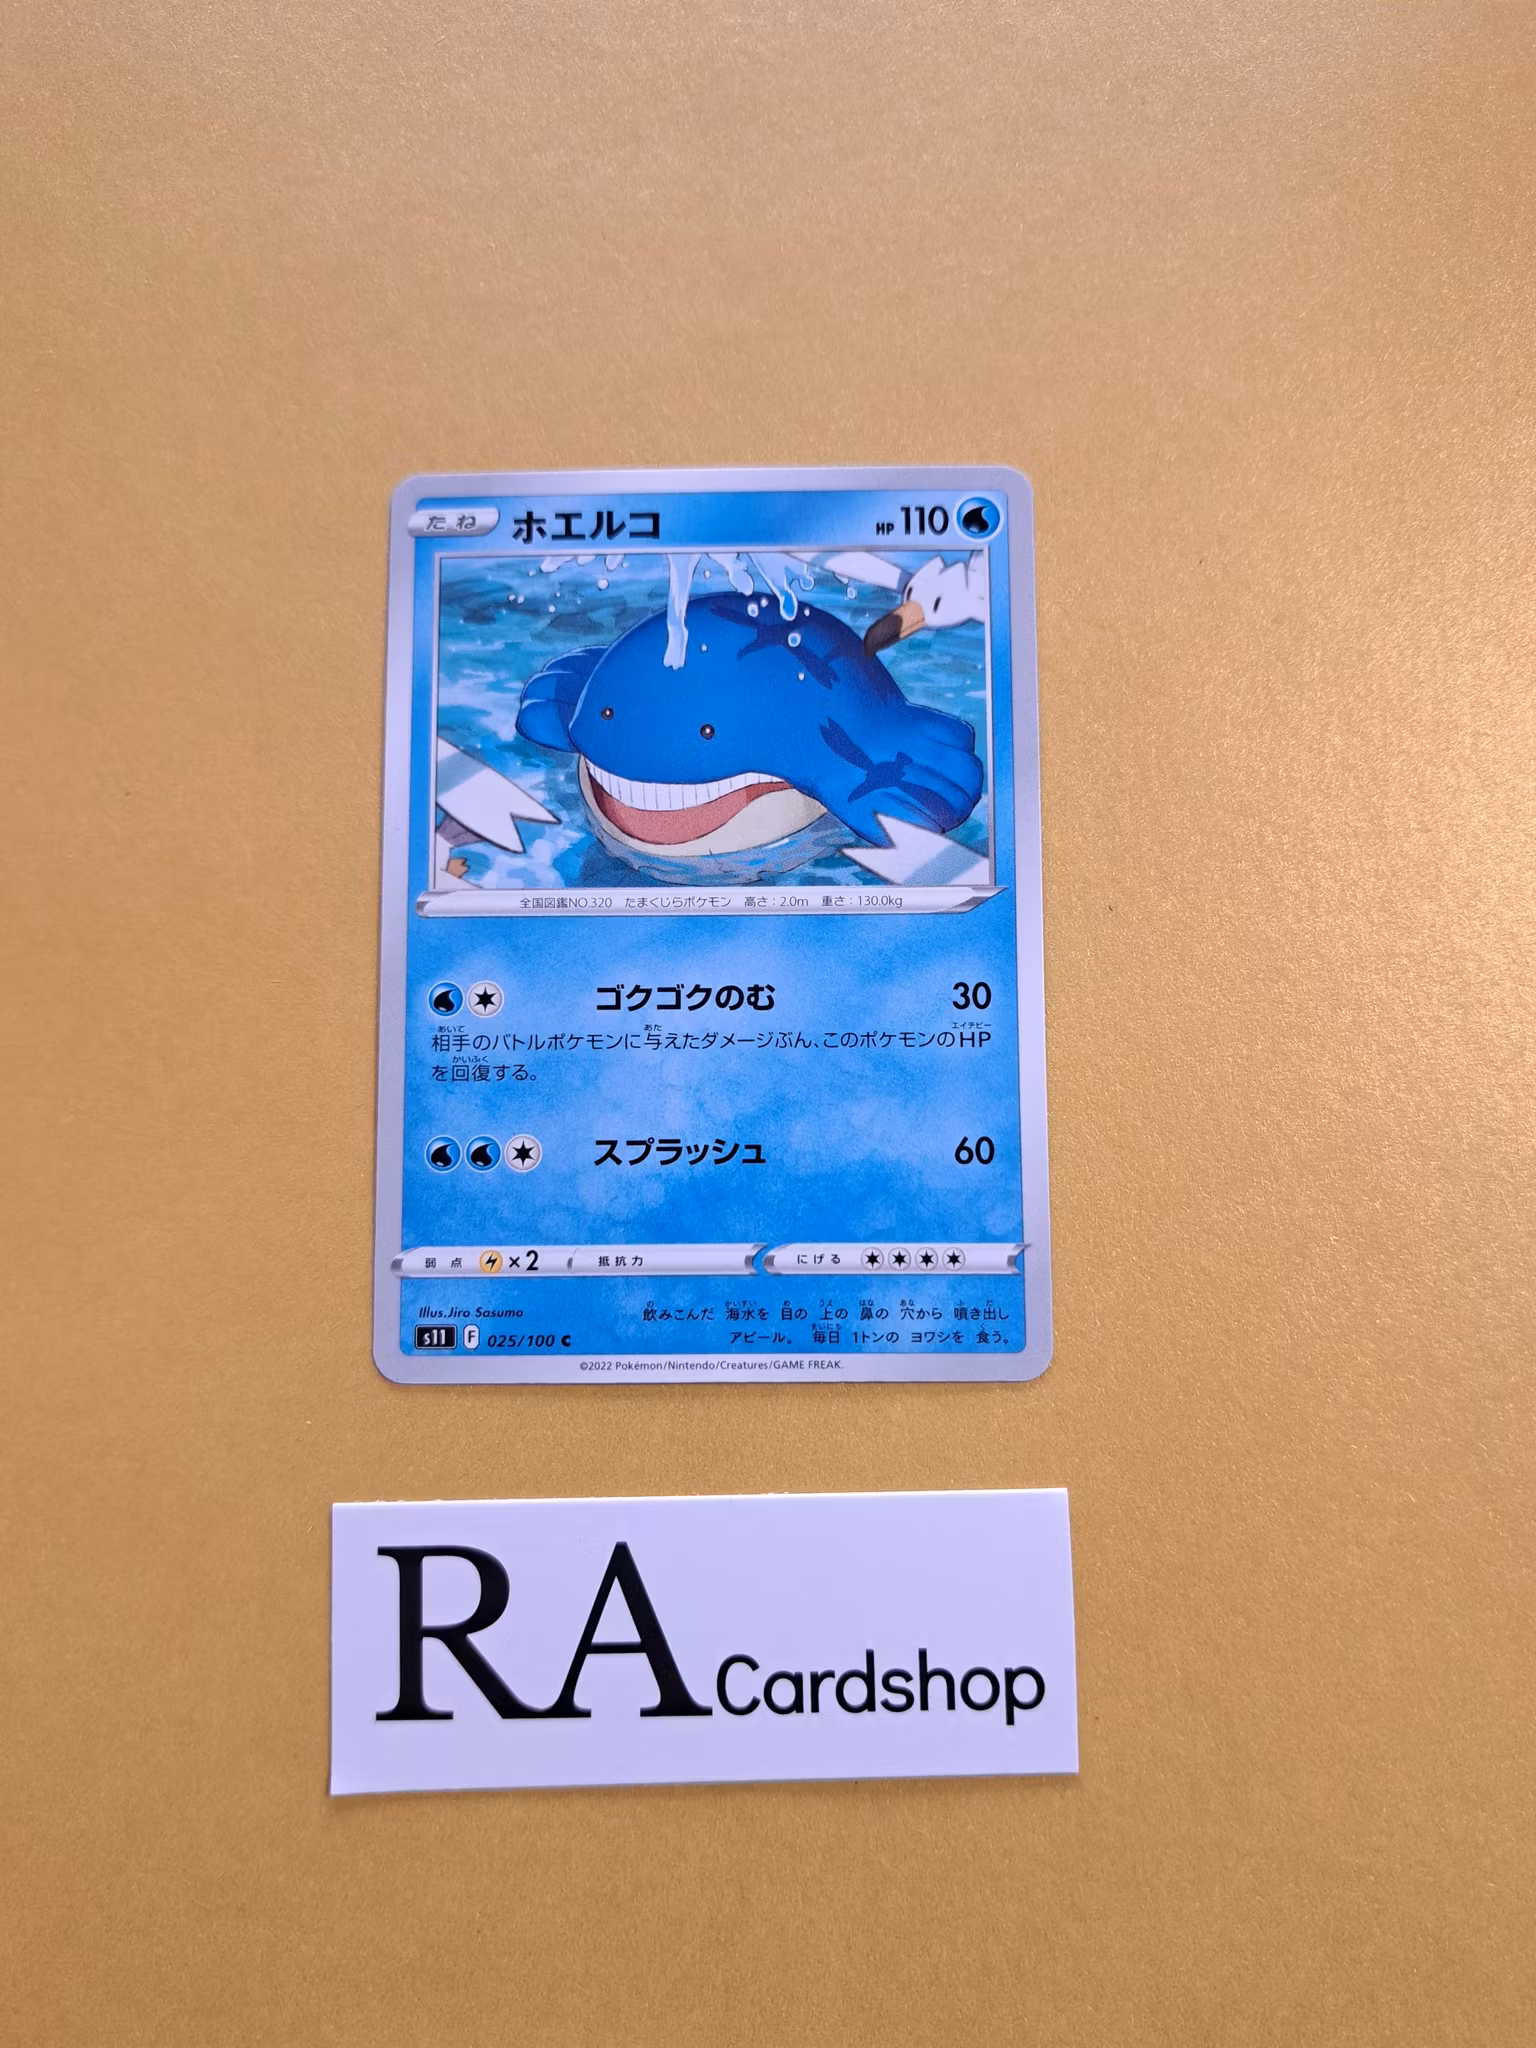 たね ホエルコ HP110
全国図鑑NO.320 たまくじらポケモン 高さ：2.0m 重さ：130.0kg
ゴクゴクのむ 30
相手のバトルポケモンに与えたダメージぶん、このポケモンのHP
を回復する。
スプラッシュ 60
弱点 ×2 抵抗力 にげる
Illus.Jiro Sasumo
飲みこんだ 海水を 目の 上の 鼻の 穴から 噴き出し
アピール。 毎日 1トンの ヨワシを 食う。
s11 F 025/100 C
©2022 Pokémon/Nintendo/Creatures/GAME FREAK.
RA Cardshop